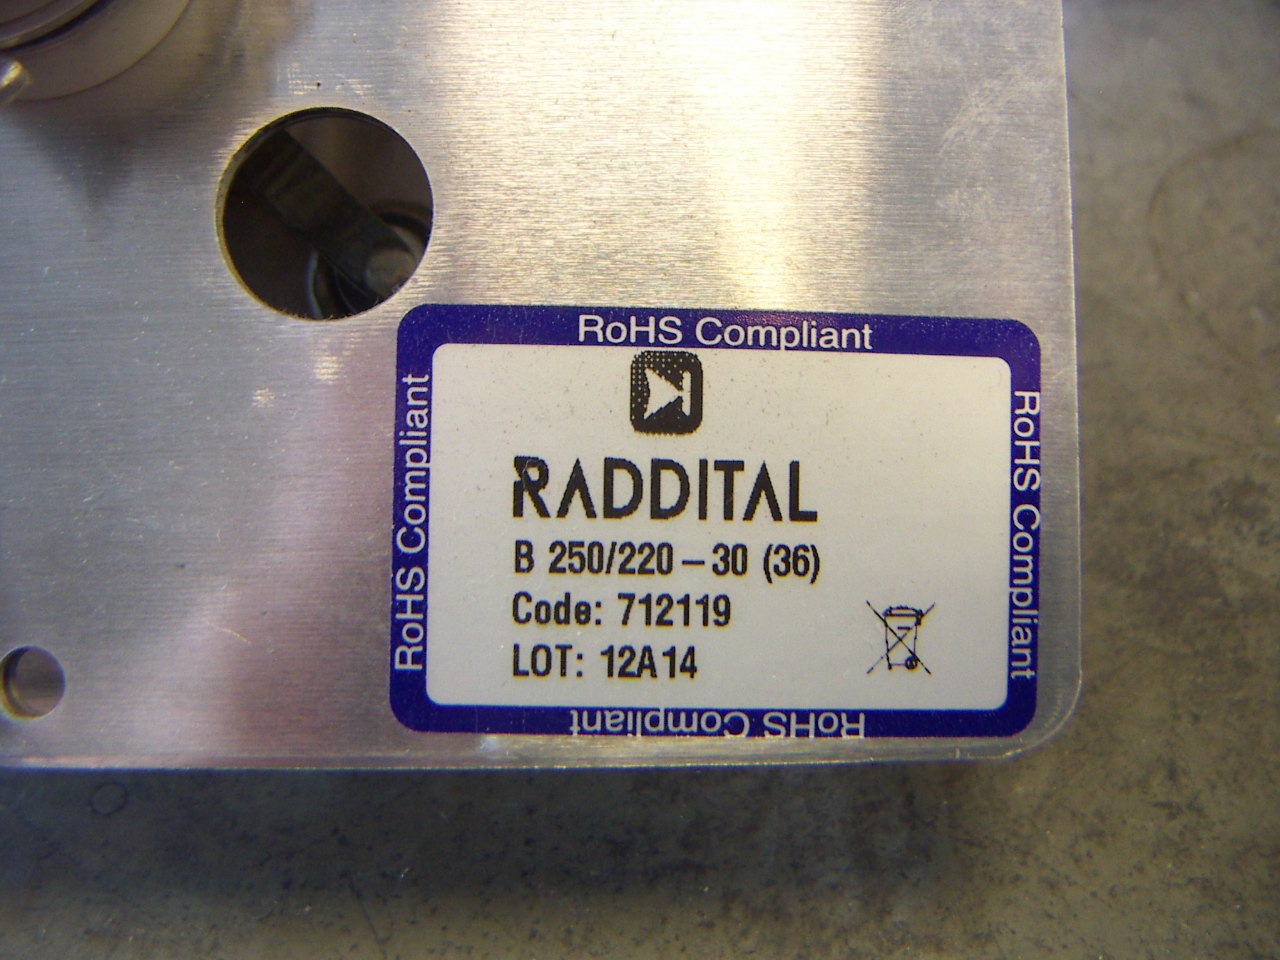 RoHS Compliant
RoHS Compliant
RoHS Compliant
RADDITAL
B 250/220 – 30 (36)
Code: 712119
LOT: 12A14
RoHS Compliant